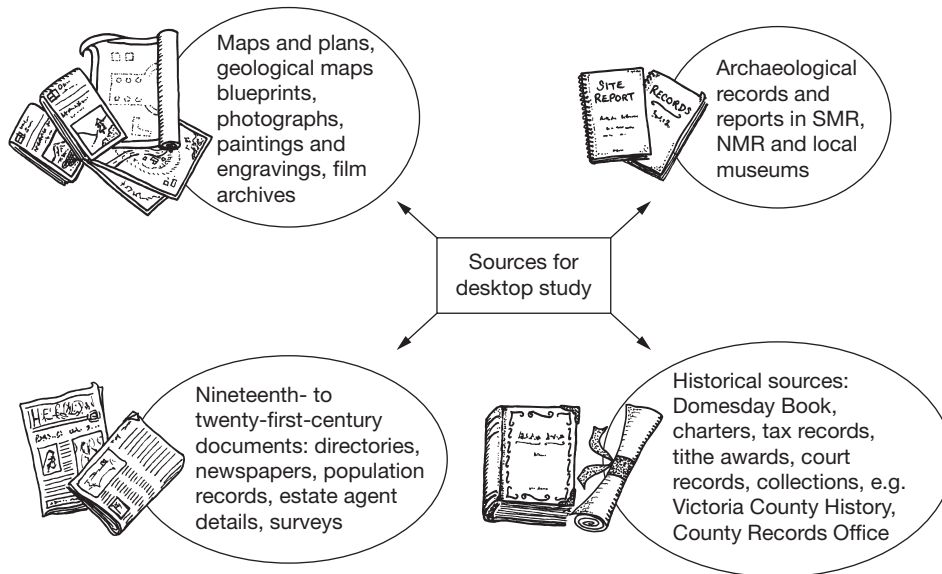 Maps and plans,
geological maps
blueprints,
photographs,
paintings and
engravings, film
archives
SITE
REPORT
RECORDS
Archaeological
records and
reports in SMR,
NMR and local
museums
Sources for
desktop study
Nineteenth- to
twenty-first-century
documents: directories,
newspapers, population
records, estate agent
details, surveys
Historical sources:
Domesday Book,
charters, tax records,
tithe awards, court
records, collections, e.g.
Victoria County History,
County Records Office